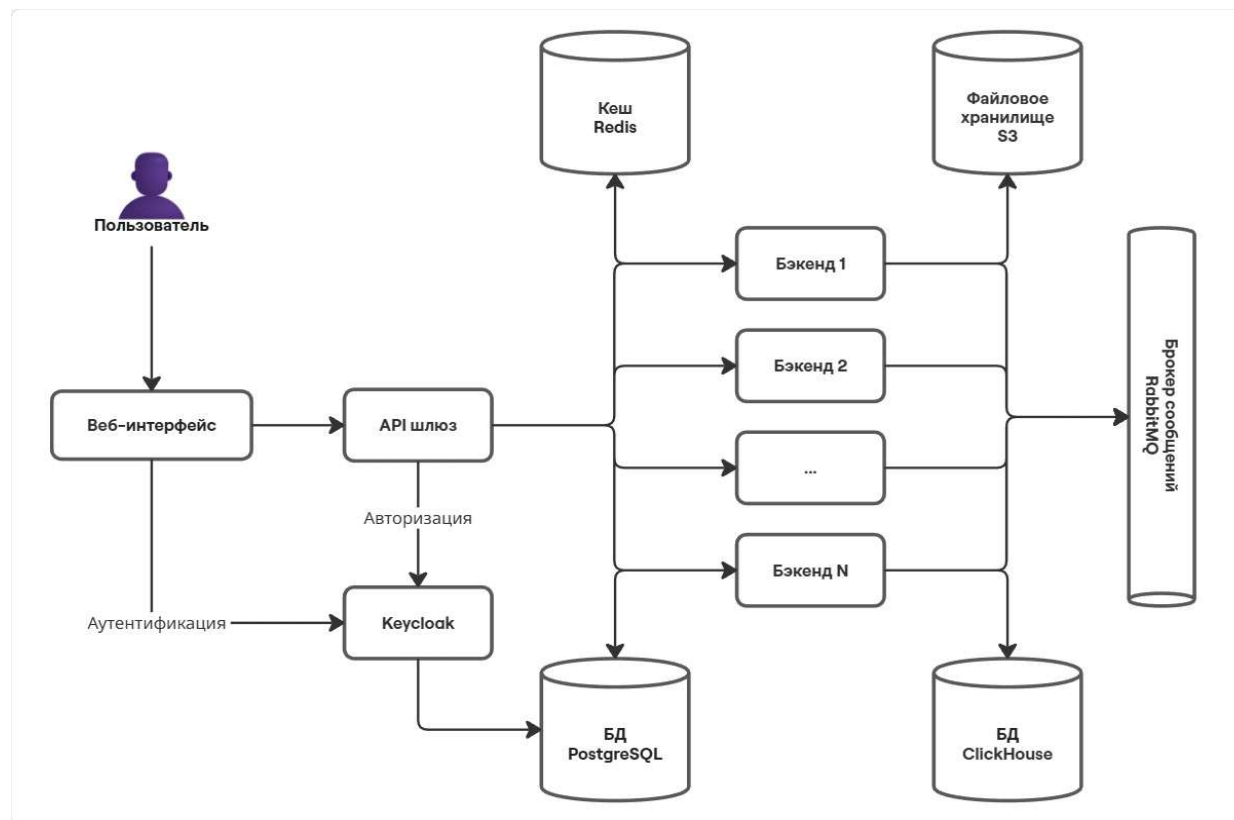 Кеш
Redis
Файловое
хранилище
S3
Пользователь
Бэкенд 1
Бэкенд 2
Веб-интерфейс
API шлюз
...
Брокер сообщений
RabbitMQ
Авторизация
Бэкенд N
Аутентификация
Keycloak
БД
PostgreSQL
БД
ClickHouse